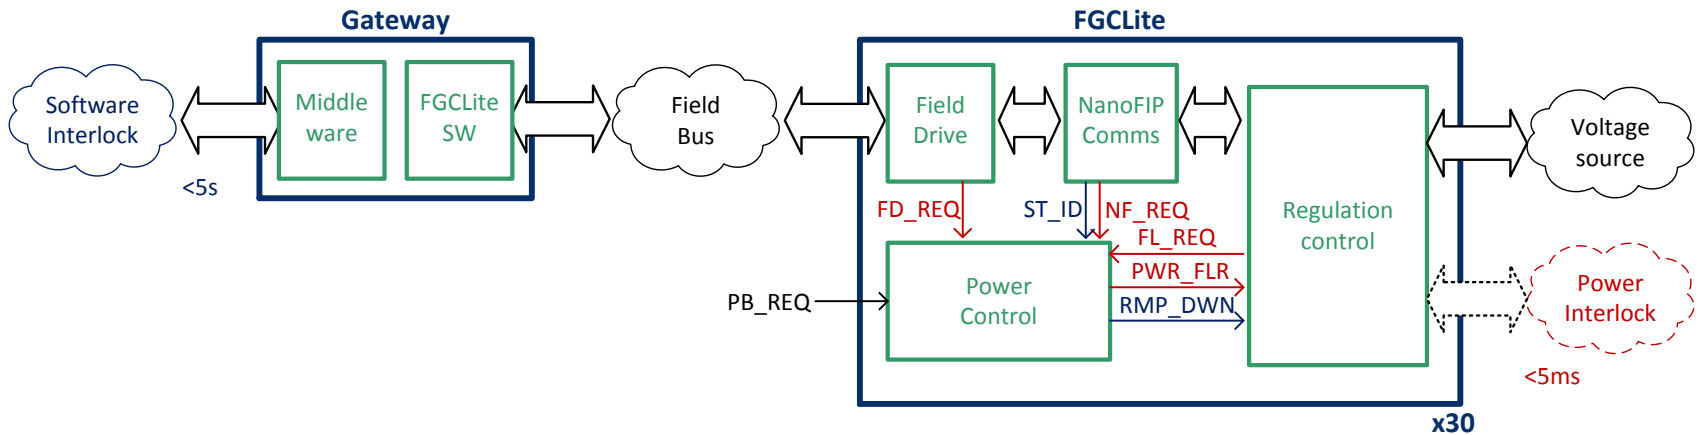 Gateway
FGCLite
Software
Interlock
<5s
Middle
ware
FGCLite
SW
Field
Bus
Field
Drive
NanoFIP
Comms
Regulation
control
Voltage
source
FD_REQ
ST_ID
NF_REQ
FL_REQ
PWR_FLR
RMP_DWN
PB_REQ
Power
Control
Power
Interlock
<5ms
x30